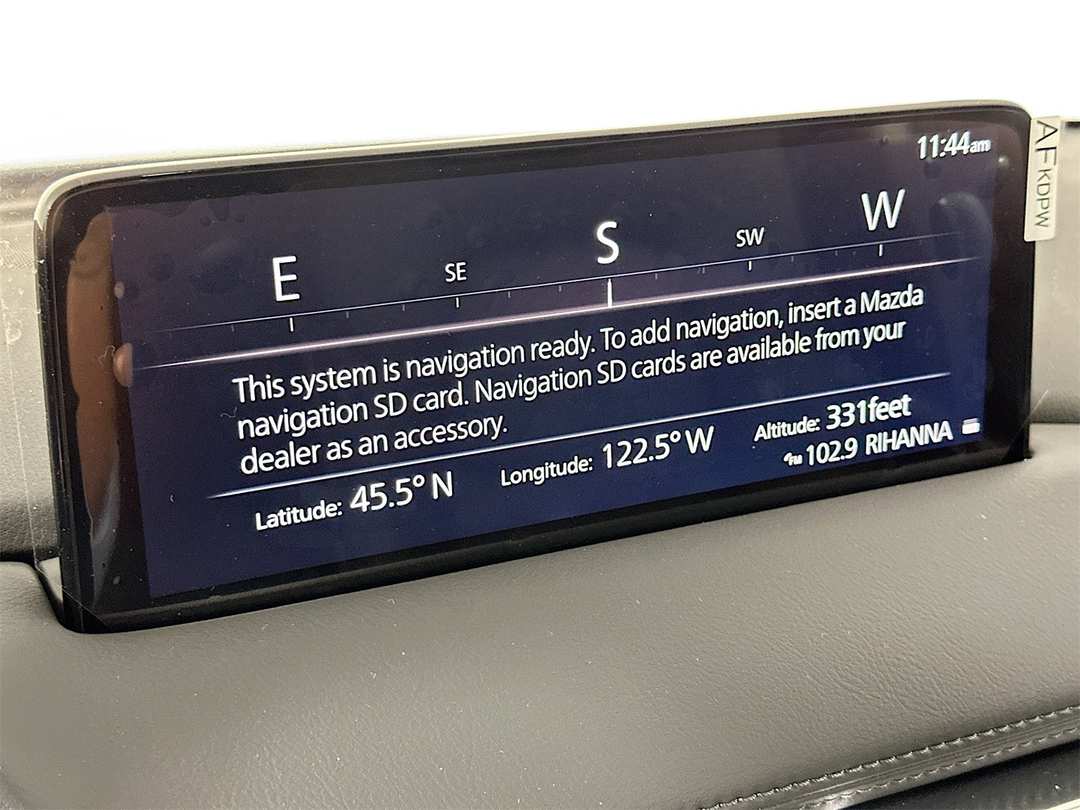 11:44am
E SE S SW W
This system is navigation ready. To add navigation, insert a Mazda
navigation SD card. Navigation SD cards are available from your
dealer as an accessory.
Latitude: 45.5° N Longitude: 122.5° W Altitude: 331feet
FM 102.9 RIHANNA
AFKDPW